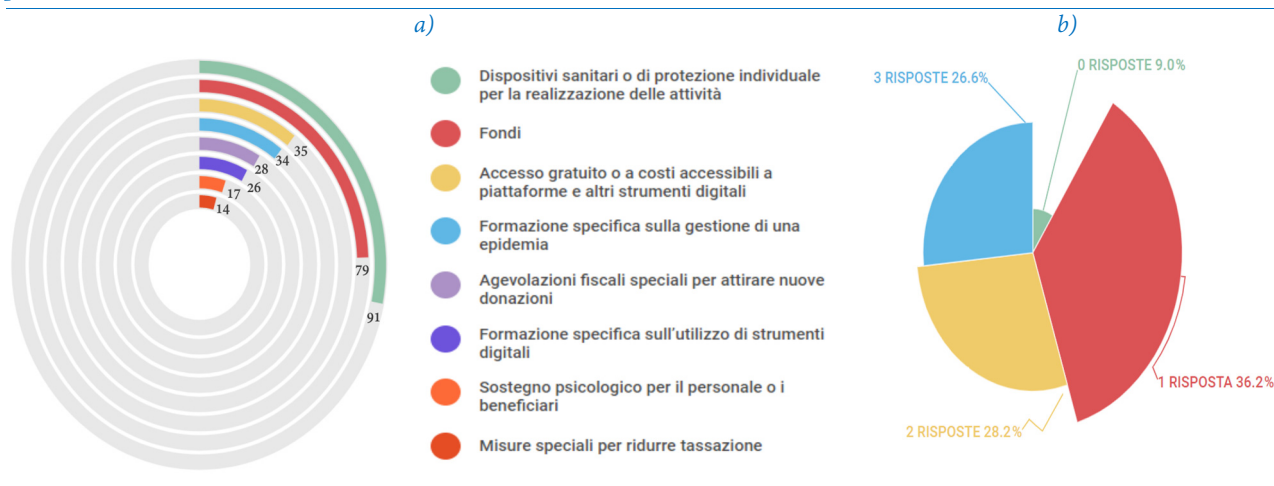 a)
b)
35
34
28
26
17
14
79
91
Dispositivi sanitari o di protezione individuale
per la realizzazione delle attività
Fondi
Accesso gratuito o a costi accessibili a
piattaforme e altri strumenti digitali
Formazione specifica sulla gestione di una
epidemia
Agevolazioni fiscali speciali per attirare nuove
donazioni
Formazione specifica sull'utilizzo di strumenti
digitali
Sostegno psicologico per il personale o i
beneficiari
Misure speciali per ridurre tassazione
0 RISPOSTE 9.0%
3 RISPOSTE 26.6%
1 RISPOSTA 36.2%
2 RISPOSTE 28.2%